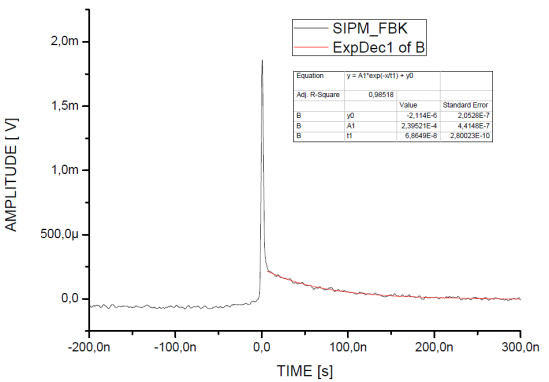 SIPM_FBK
ExpDec1 of B
Equation y = A1*exp(-x/t1) + y0
Adj. R-Square 0,98518
Value Standard Error
B y0 -2,114E-6 2,0528E-7
B A1 2,39521E-4 4,4148E-7
B t1 6,8649E-8 2,80023E-10
AMPLITUDE [ V]
2,0m
1,5m
1,0m
500,0µ
0,0
-200,0n -100,0n 0,0 100,0n 200,0n 300,0n
TIME [s]